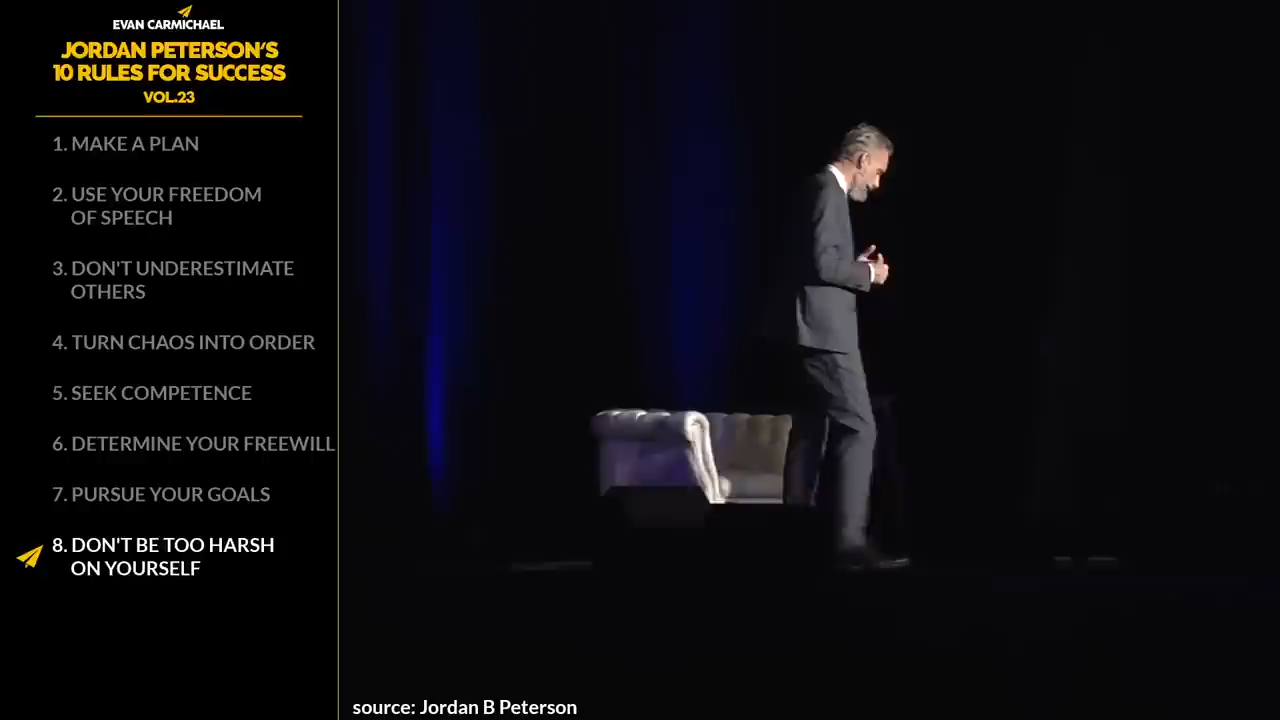 EVAN CARMICHAEL
JORDAN PETERSON'S
10 RULES FOR SUCCESS
VOL.23
1. MAKE A PLAN
2. USE YOUR FREEDOM
OF SPEECH
3. DON'T UNDERESTIMATE
OTHERS
4. TURN CHAOS INTO ORDER
5. SEEK COMPETENCE
6. DETERMINE YOUR FREEWILL
7. PURSUE YOUR GOALS
8. DON'T BE TOO HARSH
ON YOURSELF
source: Jordan B Peterson